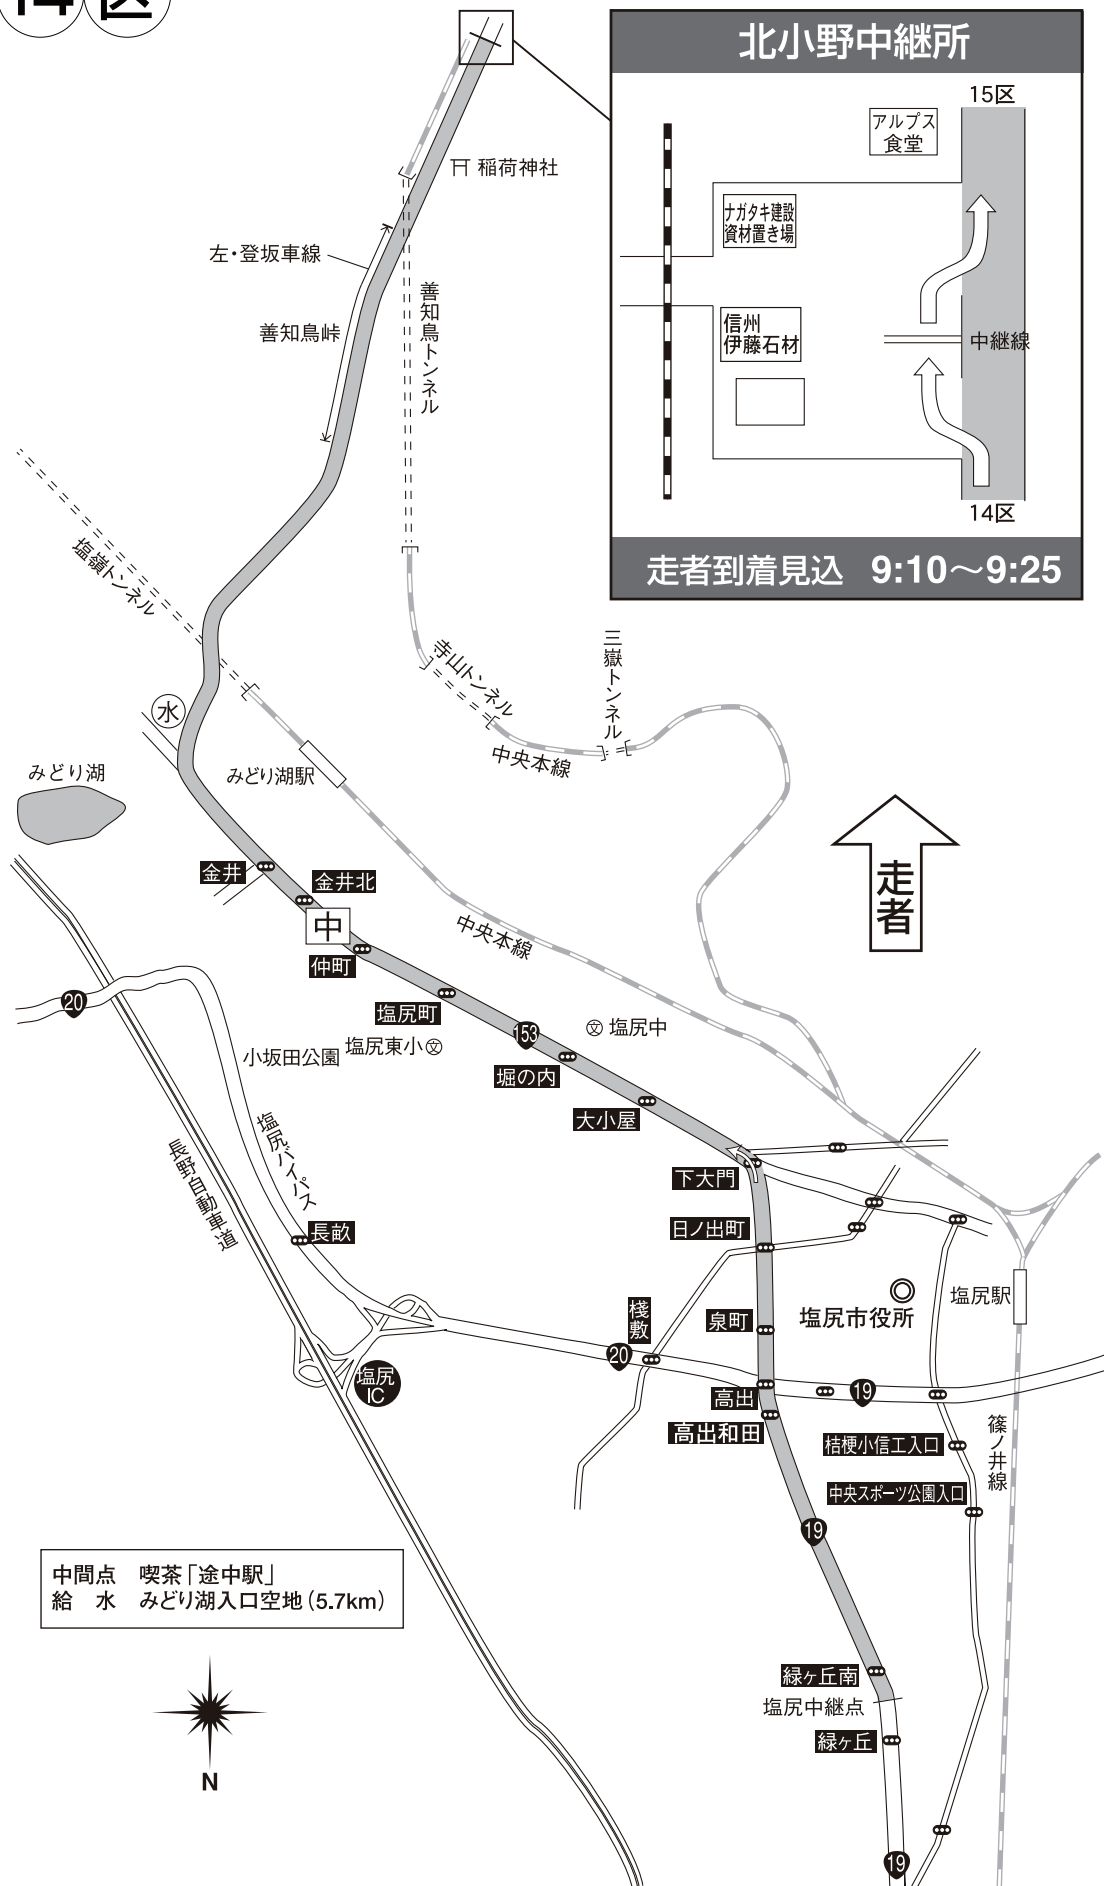 14区
北小野中継所
15区
アルプス
食堂
ナガタキ建設
資材置き場
信州
伊藤石材
中継線
14区
走者到着見込 9:10〜9:25
稲荷神社
左・登坂車線
善知鳥峠
善知鳥トンネル
塩嶺トンネル
寺山トンネル
三嶽トンネル
中央本線
水
みどり湖
みどり湖駅
走者
金井
金井北
中
中央本線
仲町
20
塩尻町
153
文 塩尻中
小坂田公園
塩尻東小 文
堀の内
大小屋
塩尻バイパス
長野自動車道
下大門
長畝
日ノ出町
塩尻駅
塩尻市役所
桟敷
泉町
20
塩尻
IC
高出
19
高出和田
桔梗小信エ入口
篠ノ井線
中央スポーツ公園入口
19
中間点 喫茶「途中駅」
給 水 みどり湖入口空地(5.7km)
緑ヶ丘南
塩尻中継点
緑ヶ丘
N
19